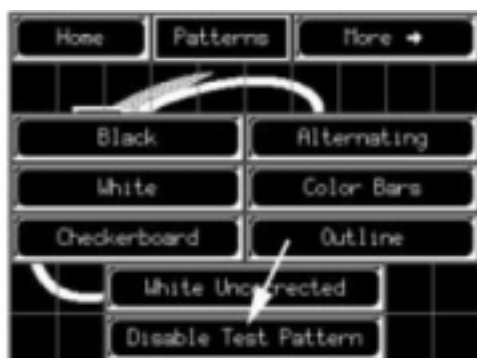 Home Patterns More →
Black Alternating
White Color Bars
Checkerboard Outline
White Uncorrected
Disable Test Pattern